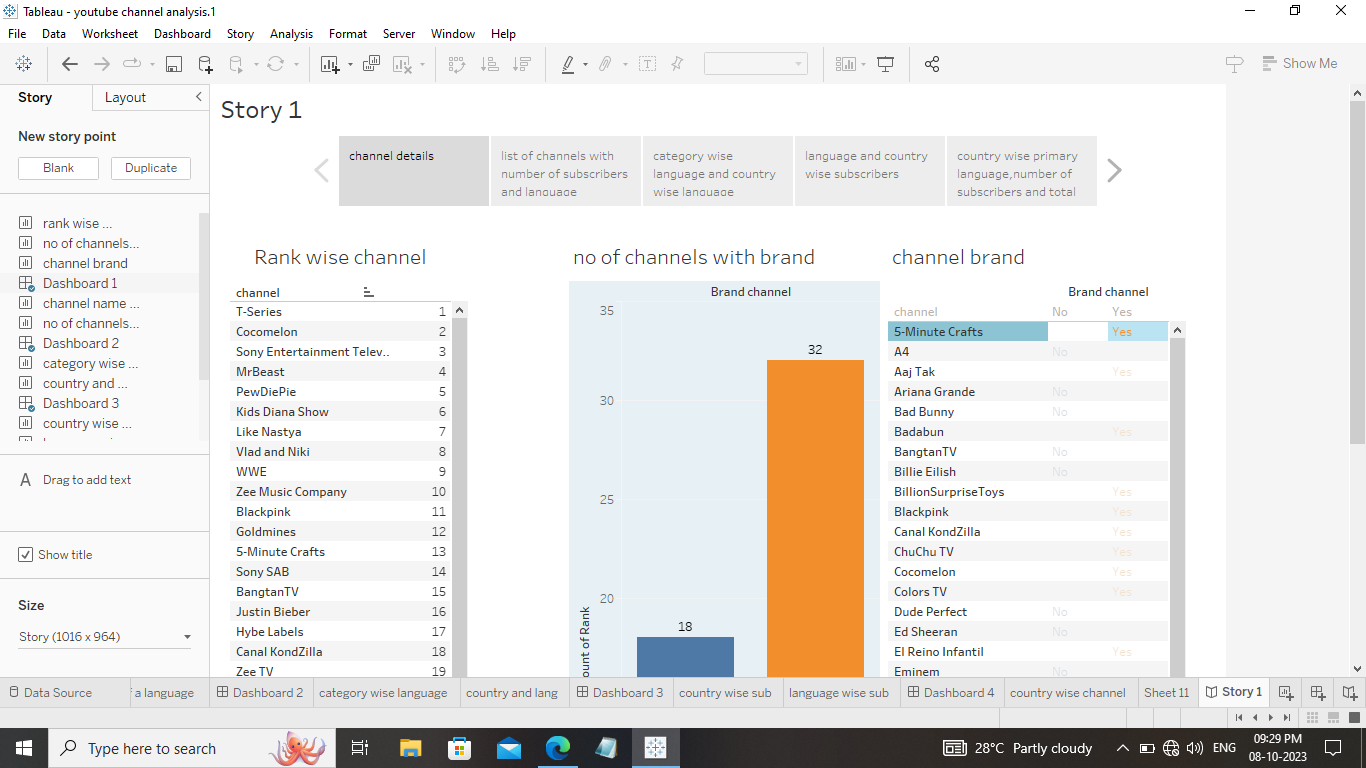 Tableau - youtube channel analysis.1
File Data Worksheet Dashboard Story Analysis Format Server Window Help
Show Me
Story Layout
New story point
Blank Duplicate
rank wise ...
no of channels...
channel brand
Dashboard 1
channel name ...
no of channels...
Dashboard 2
category wise ...
country and ...
Dashboard 3
country wise ...
A Drag to add text
Show title
Size
Story (1016 x 964)
Story 1
channel details
list of channels with
number of subscribers
and language
category wise
language and country
wise language
language and country
wise subscribers
country wise primary
language,number of
subscribers and total
Rank wise channel
channel
T-Series 1
Cocomelon 2
Sony Entertainment Telev.. 3
MrBeast 4
PewDiePie 5
Kids Diana Show 6
Like Nastya 7
Vlad and Niki 8
WWE 9
Zee Music Company 10
Blackpink 11
Goldmines 12
5-Minute Crafts 13
Sony SAB 14
BangtanTV 15
Justin Bieber 16
Hybe Labels 17
Canal KondZilla 18
Zee TV 19
no of channels with brand
Brand channel
35
32
30
25
20
18
channel brand
Brand channel
channel No Yes
5-Minute Crafts Yes
A4 No
Aaj Tak Yes
Ariana Grande No
Bad Bunny No
Badabun Yes
BangtanTV No
Billie Eilish No
BillionSurpriseToys Yes
Blackpink Yes
Canal KondZilla Yes
ChuChu TV Yes
Cocomelon Yes
Colors TV Yes
Dude Perfect No
Ed Sheeran No
El Reino Infantil Yes
Eminem No
Data Source a language Dashboard 2 category wise language country and lang Dashboard 3 country wise sub language wise sub Dashboard 4 country wise channel Sheet 11 Story 1
Type here to search
28°C Partly cloudy
ENG
09:29 PM
08-10-2023